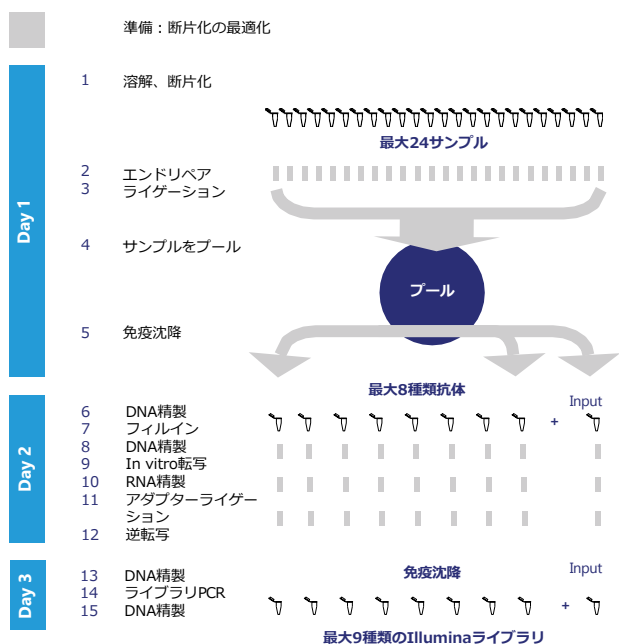 準備：断片化の最適化
Day 1
1 溶解、断片化
最大24サンプル
2 エンドリペア
3 ライゲーション
4 サンプルをプール
プール
5 免疫沈降
最大8種類抗体
Input
Day 2
6 DNA精製
+
7 フィルイン
8 DNA精製
9 In vitro転写
10 RNA精製
11 アダプターライゲー
ション
12 逆転写
Day 3
免疫沈降
Input
13 DNA精製
14 ライブラリPCR
15 DNA精製
+
最大9種類のIlluminaライブラリ